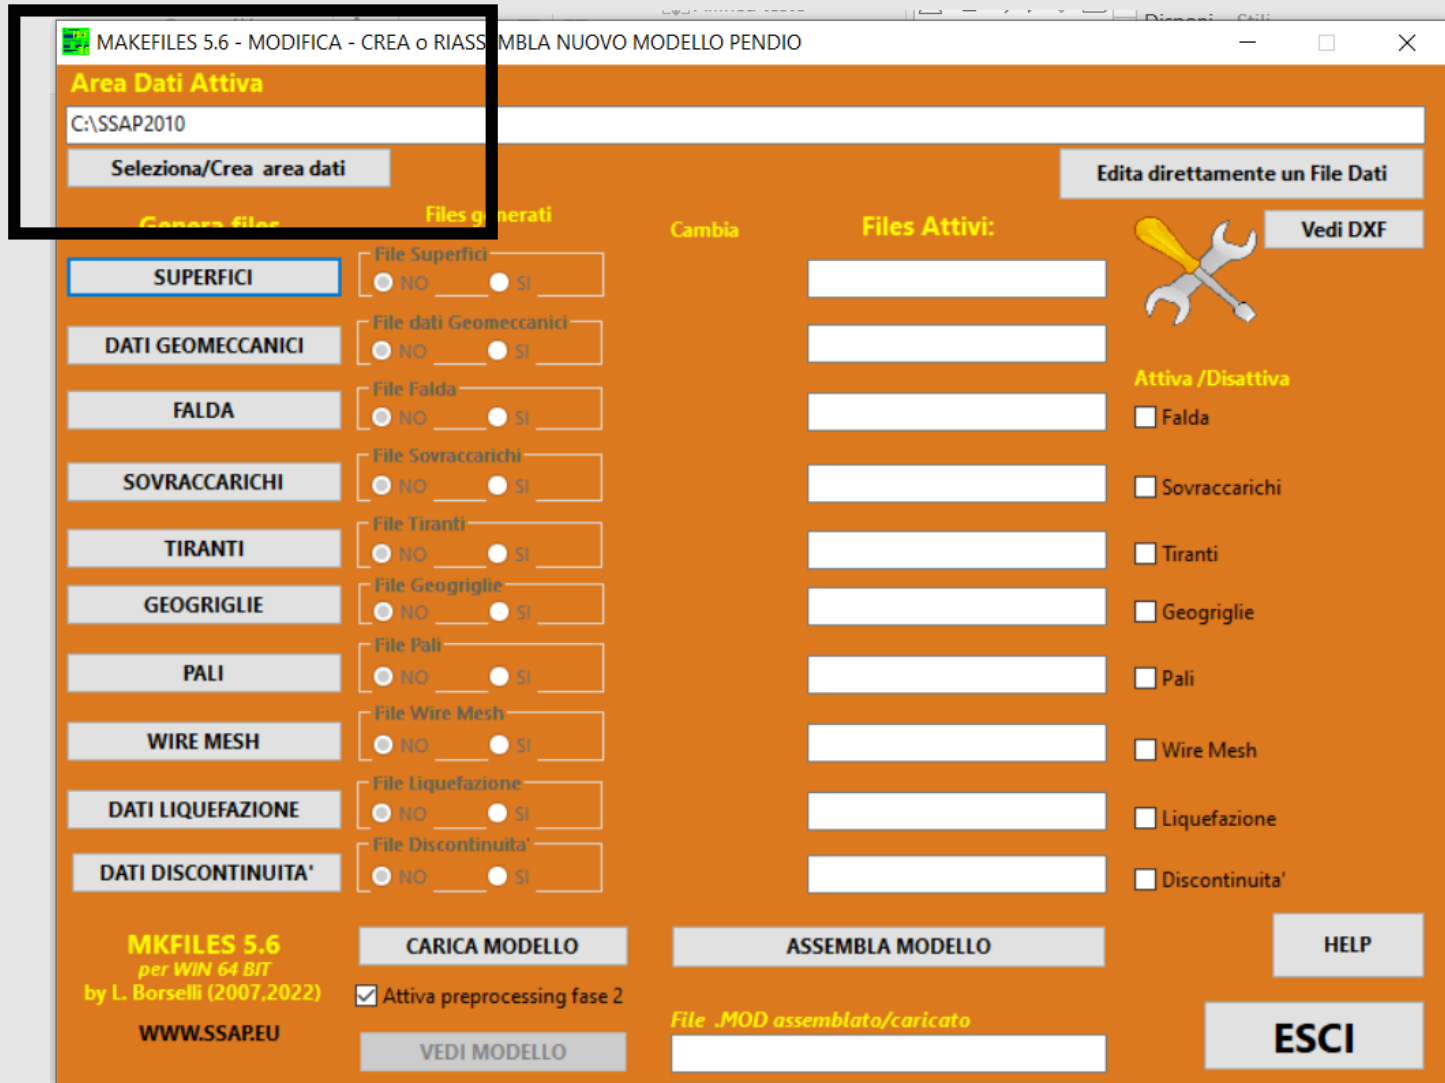 Disponi Stili
MAKEFILES 5.6 - MODIFICA - CREA o RIASSEMBLA NUOVO MODELLO PENDIO
Area Dati Attiva
C:\SSAP2010
Seleziona/Crea area dati
Edita direttamente un File Dati
Genera files
Files generati
Cambia
Files Attivi:
Vedi DXF
SUPERFICI
File Superfici
NO SI
DATI GEOMECCANICI
File dati Geomeccanici
NO SI
Attiva /Disattiva
FALDA
File Falda
NO SI
Falda
SOVRACCARICHI
File Sovraccarichi
NO SI
Sovraccarichi
TIRANTI
File Tiranti
NO SI
Tiranti
GEOGRIGLIE
File Geogriglie
NO SI
Geogriglie
PALI
File Pali
NO SI
Pali
WIRE MESH
File Wire Mesh
NO SI
Wire Mesh
DATI LIQUEFAZIONE
File Liquefazione
NO SI
Liquefazione
DATI DISCONTINUITA'
File Discontinuita'
NO SI
Discontinuita'
MKFILES 5.6
per WIN 64 BIT
by L. Borselli (2007,2022)
WWW.SSAP.EU
CARICA MODELLO
Attiva preprocessing fase 2
VEDI MODELLO
ASSEMBLA MODELLO
File .MOD assemblato/caricato
HELP
ESCI